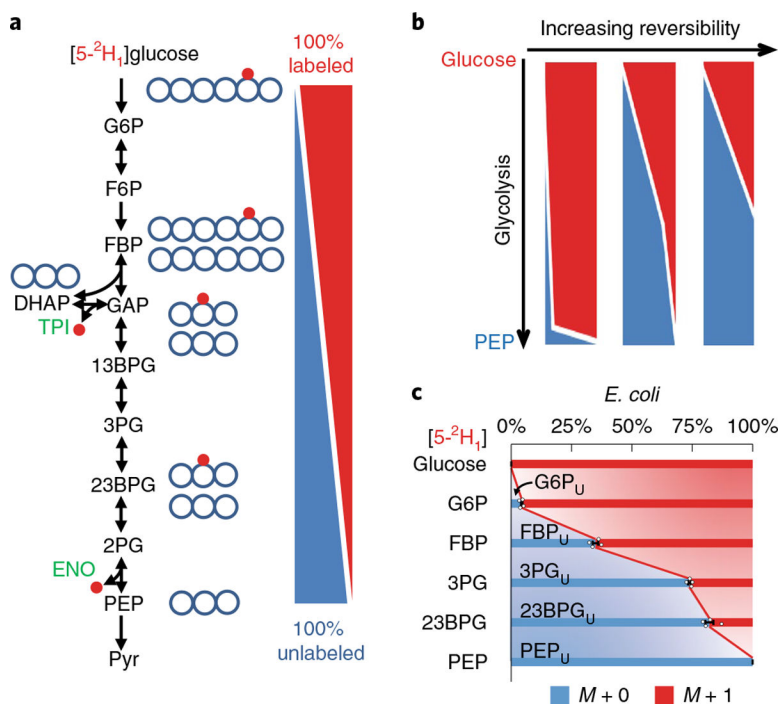 a
[5-²H₁]glucose
100%
labeled
G6P
F6P
FBP
DHAP
GAP
TPI
13BPG
3PG
23BPG
2PG
ENO
PEP
Pyr
100%
unlabeled
b
Increasing reversibility
Glucose
Glycolysis
PEP
c
E. coli
0% 25% 50% 75% 100%
[5-²H₁]
Glucose
G6P_U
G6P
FBP FBP_U
3PG 3PG_U
23BPG 23BPG_U
PEP PEP_U
M + 0 M + 1